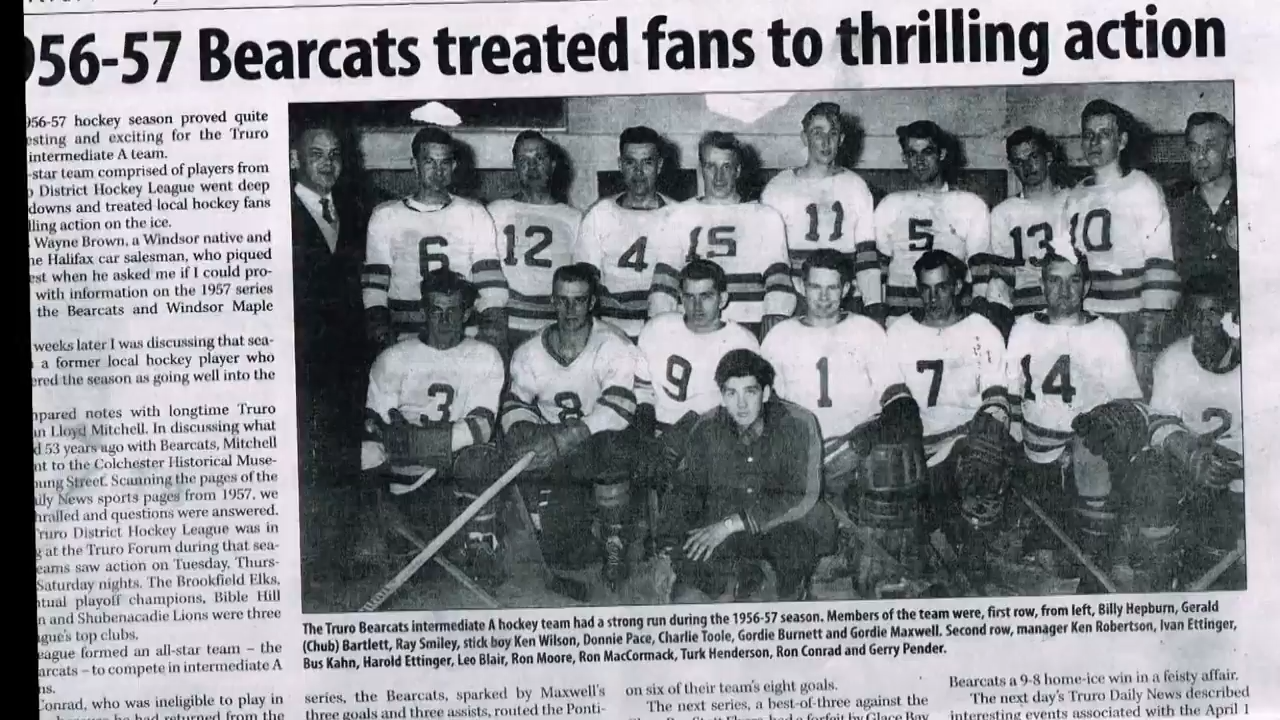 956-57 Bearcats treated fans to thrilling action
956-57 hockey season proved quite
esting and exciting for the Truro
intermediate A team.
-star team comprised of players from
District Hockey League went deep
downs and treated local hockey fans
lling action on the ice.
Wayne Brown, a Windsor native and
ne Halifax car salesman, who piqued
est when he asked me if I could pro-
with information on the 1957 series
the Bearcats and Windsor Maple
weeks later I was discussing that sea-
a former local hockey player who
ered the season as going well into the
mpared notes with longtime Truro
n Lloyd Mitchell. In discussing what
d 53 years ago with Bearcats, Mitchell
nt to the Colchester Historical Muse-
oung Street. Scanning the pages of the
ily News sports pages from 1957, we
hralled and questions were answered.
ruro District Hockey League was in
g at the Truro Forum during that sea-
eams saw action on Tuesday, Thurs-
Saturday nights. The Brookfield Elks,
ntual playoff champions, Bible Hill
n and Shubenacadie Lions were three
gue's top clubs.
eague formed an all-star team – the
arcats – to compete in intermediate A
ns.
Conrad, who was ineligible to play in
because he had returned from the
6 12 4 15 11 5 13 10
3 8 9 1 7 14 2
The Truro Bearcats intermediate A hockey team had a strong run during the 1956-57 season. Members of the team were, first row, from left, Billy Hepburn, Gerald
(Chub) Bartlett, Ray Smiley, stick boy Ken Wilson, Donnie Pace, Charlie Toole, Gordie Burnett and Gordie Maxwell. Second row, manager Ken Robertson, Ivan Ettinger,
Bus Kahn, Harold Ettinger, Leo Blair, Ron Moore, Ron MacCormack, Turk Henderson, Ron Conrad and Gerry Pender.
series, the Bearcats, sparked by Maxwell's
three goals and three assists, routed the Ponti-
on six of their team's eight goals.
The next series, a best-of-three against the
had a forfeit by Glace Bay
Bearcats a 9-8 home-ice win in a feisty affair.
The next day's Truro Daily News described
interesting events associated with the April 1